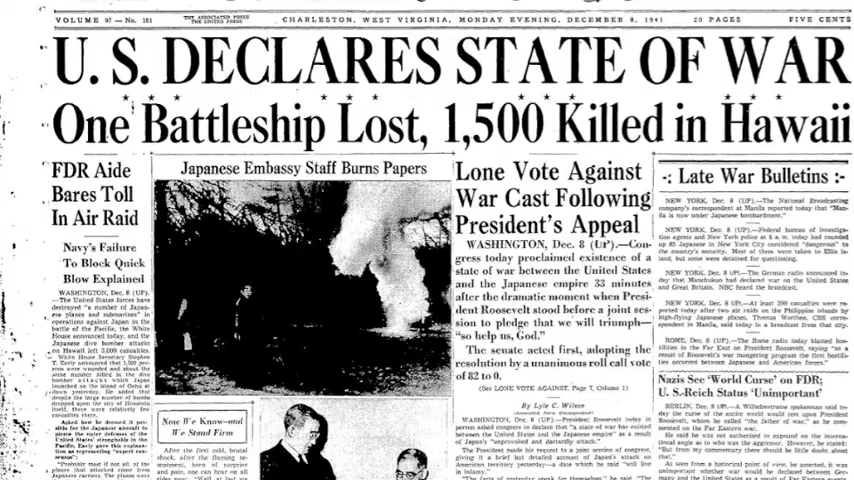 VOLUME 97 — No. 161
THE ASSOCIATED PRESS
THE UNITED PRESS
CHARLESTON, WEST VIRGINIA, MONDAY EVENING, DECEMBER 8, 1941
20 PAGES
FIVE CENTS
U. S. DECLARES STATE OF WAR
One Battleship Lost, 1,500 Killed in Hawaii
FDR Aide
Bares Toll
In Air Raid
Navy's Failure
To Block Quick
Blow Explained
WASHINGTON, Dec. 8 (UP).
—The United States forces have
destroyed "a number of Japan-
ese planes and submarines" in
operations against Japan in the
battle of the Pacific, the White
House announced today, and the
Japanese dive bomber attacks
on Hawaii left 3,000 casualties.
White House Secretary Stephen
T. Early announced that 1,500 per-
sons were wounded and about the
same number killed in the dive
bomber attacks which Japan
launched on the island of Oahu at
dawn yesterday. He added that
despite the large number of bombs
dropped upon the city of Honolulu
itself, there were relatively few
casualties there.
Asked how he deemed it pos-
sible for the Japanese aircraft to
pierce the outer defenses of the
United States' stronghold in the
Pacific, Early gave this explana-
tion as representing "expert con-
sensus":
"Probably most if not all, of the
planes that attacked came from
Japanese carriers. The planes were
Japanese Embassy Staff Burns Papers
Now We Know—and
We Stand Firm
After the first cold, brutal
shock, after the flaming re-
sentment, born of surprise
and pain, one can hear on all
sides now: "Well, at last we
Lone Vote Against
War Cast Following
President's Appeal
WASHINGTON, Dec. 8 (UP).—Con-
gress today proclaimed existence of a
state of war between the United States
and the Japanese empire 33 minutes
after the dramatic moment when Presi-
dent Roosevelt stood before a joint ses-
sion to pledge that we will triumph—
"so help us, God."
The senate acted first, adopting the
resolution by a unanimous roll call vote
of 82 to 0.
(See LONE VOTE AGAINST, Page 7, Column 1)
By Lyle C. Wilson
WASHINGTON, Dec. 8 (UP).—President Roosevelt today in
person asked congress to declare that "a state of war has existed
between the United States and the Japanese empire" as a result
of Japan's "unprovoked and dastardly attack."
The President made his request to a joint session of congress,
giving it a brief but detailed account of Japan's attack on
American territory yesterday—a date which he said "will live
in infamy."
"The facts of yesterday speak for themselves" he said. "The
-: Late War Bulletins :-
NEW YORK, Dec. 8 (UP).—The National Broadcasting
company's correspondent at Manila reported today that "Man-
ila is now under Japanese bombardment."
NEW YORK, Dec. 8 (UP).—Federal bureau of investiga-
tion agents and New York police at 6 a. m. today had rounded
up 85 Japanese in New York City considered "dangerous" to
the country's security. Most of them were taken to Ellis Is-
land, but some were detained for questioning.
NEW YORK, Dec. 8 (UP).—The German radio announced to-
day that Manchukuo had declared war on the United States
and Great Britain. NBC heard the broadcast.
NEW YORK, Dec. 8 (UP).—At least 200 casualties were re-
ported today after two air raids on the Philippine islands by
high-flying Japanese planes, Thomas Worthen, CBS corre-
spondent in Manila, said today in a broadcast from that city.
ROME, Dec. 8 (UP).—The Rome radio today blamed hos-
tilities in the Far East on President Roosevelt, saying "as a
result of Roosevelt's war mongering program the first hostili-
ties occurred between Japanese and American forces."
Nazis See 'World Curse' on FDR;
U. S.-Reich Status 'Unimportant'
BERLIN, Dec. 8 (UP).—A Wilhelmstrasse spokesman said to-
day the curse of the entire world would rest upon President
Roosevelt, whom he called "the father of war," as he com-
mented on the Far Eastern war.
He said he was not authorized to expound on the interna-
tional angle as to who was the aggressor. However, he stated:
"But from my commentary there should be little doubt about
that."
As seen from a historical point of view, he asserted, it was
unimportant whether war would be declared between Ger-
many and the United States as a result of Far Eastern events.